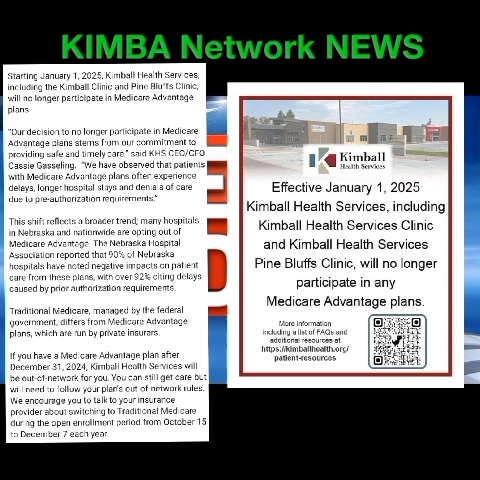 KIMBA Network NEWS
Starting January 1, 2025, Kimball Health Services,
including the Kimball Clinic and Pine Bluffs Clinic,
will no longer participate in Medicare Advantage
plans
"Our decision to no longer participate in Medicare
Advantage plans stems from our commitment to
providing safe and timely care," said KHS CEO/CFO
Cassie Gasseling. "We have observed that patients
with Medicare Advantage plans often experience
delays, longer hospital stays and denials of care
due to pre-authorization requirements."
This shift reflects a broader trend; many hospitals
in Nebraska and nationwide are opting out of
Medicare Advantage. The Nebraska Hospital
Association reported that 90% of Nebraska
hospitals have noted negative impacts on patient
care from these plans, with over 92% citing delays
caused by prior authorization requirements.
Traditional Medicare, managed by the federal
government, differs from Medicare Advantage
plans, which are run by private insurers.
If you have a Medicare Advantage plan after
December 31, 2024, Kimball Health Services will
be out-of-network for you. You can still get care but
will need to follow your plan's out-of-network rules.
We encourage you to talk to your insurance
provider about switching to Traditional Medicare
during the open enrollment period from October 15
to December 7 each year.
Kimball
Health Services
Effective January 1, 2025
Kimball Health Services, including
Kimball Health Services Clinic
and Kimball Health Services
Pine Bluffs Clinic, will no longer
participate in any
Medicare Advantage plans.
More information
including a list of FAQs and
additional resources at
https://kimballhealth.org/
patient-resources